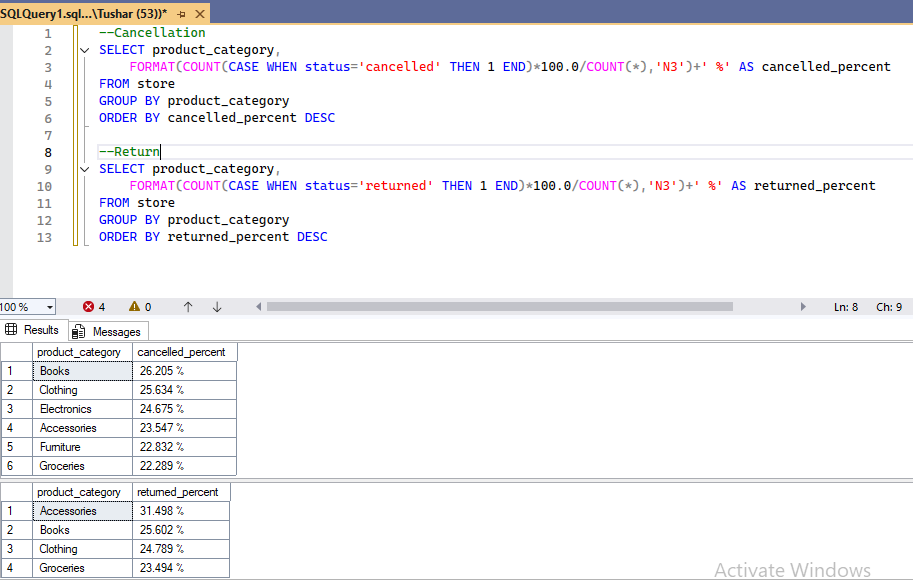 SQLQuery1.sql...\Tushar (53))*
1 --Cancellation
2 SELECT product_category,
3 FORMAT(COUNT(CASE WHEN status='cancelled' THEN 1 END)*100.0/COUNT(*),'N3')+' %' AS cancelled_percent
4 FROM store
5 GROUP BY product_category
6 ORDER BY cancelled_percent DESC
7
8 --Return
9 SELECT product_category,
10 FORMAT(COUNT(CASE WHEN status='returned' THEN 1 END)*100.0/COUNT(*),'N3')+' %' AS returned_percent
11 FROM store
12 GROUP BY product_category
13 ORDER BY returned_percent DESC
100 % 4 0 Ln: 8 Ch: 9
Results Messages
product_category cancelled_percent
1 Books 26.205 %
2 Clothing 25.634 %
3 Electronics 24.675 %
4 Accessories 23.547 %
5 Furniture 22.832 %
6 Groceries 22.289 %
product_category returned_percent
1 Accessories 31.498 %
2 Books 25.602 %
3 Clothing 24.789 %
4 Groceries 23.494 %
Activate Windows